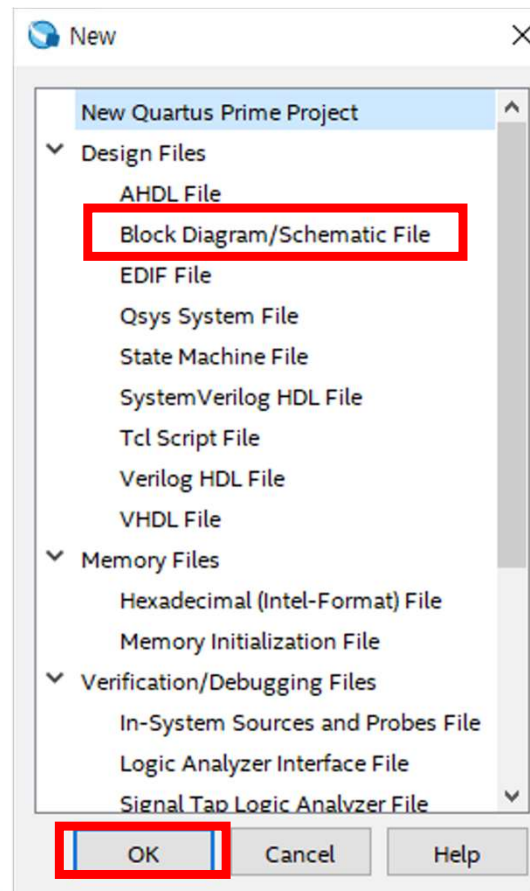 New
New Quartus Prime Project
Design Files
AHDL File
Block Diagram/Schematic File
EDIF File
Qsys System File
State Machine File
SystemVerilog HDL File
Tcl Script File
Verilog HDL File
VHDL File
Memory Files
Hexadecimal (Intel-Format) File
Memory Initialization File
Verification/Debugging Files
In-System Sources and Probes File
Logic Analyzer Interface File
Signal Tap Logic Analyzer File
OK Cancel Help